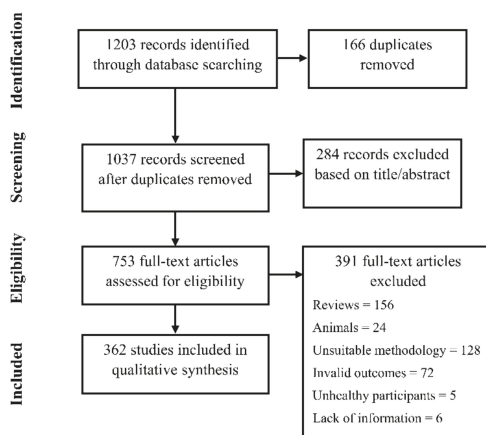 Identification
1203 records identified
through database searching
166 duplicates
removed
Screening
1037 records screened
after duplicates removed
284 records excluded
based on title/abstract
Eligibility
753 full-text articles
assessed for eligibility
391 full-text articles
excluded
Reviews = 156
Animals = 24
Unsuitable methodology = 128
Invalid outcomes = 72
Unhealthy participants = 5
Lack of information = 6
Included
362 studies included in
qualitative synthesis